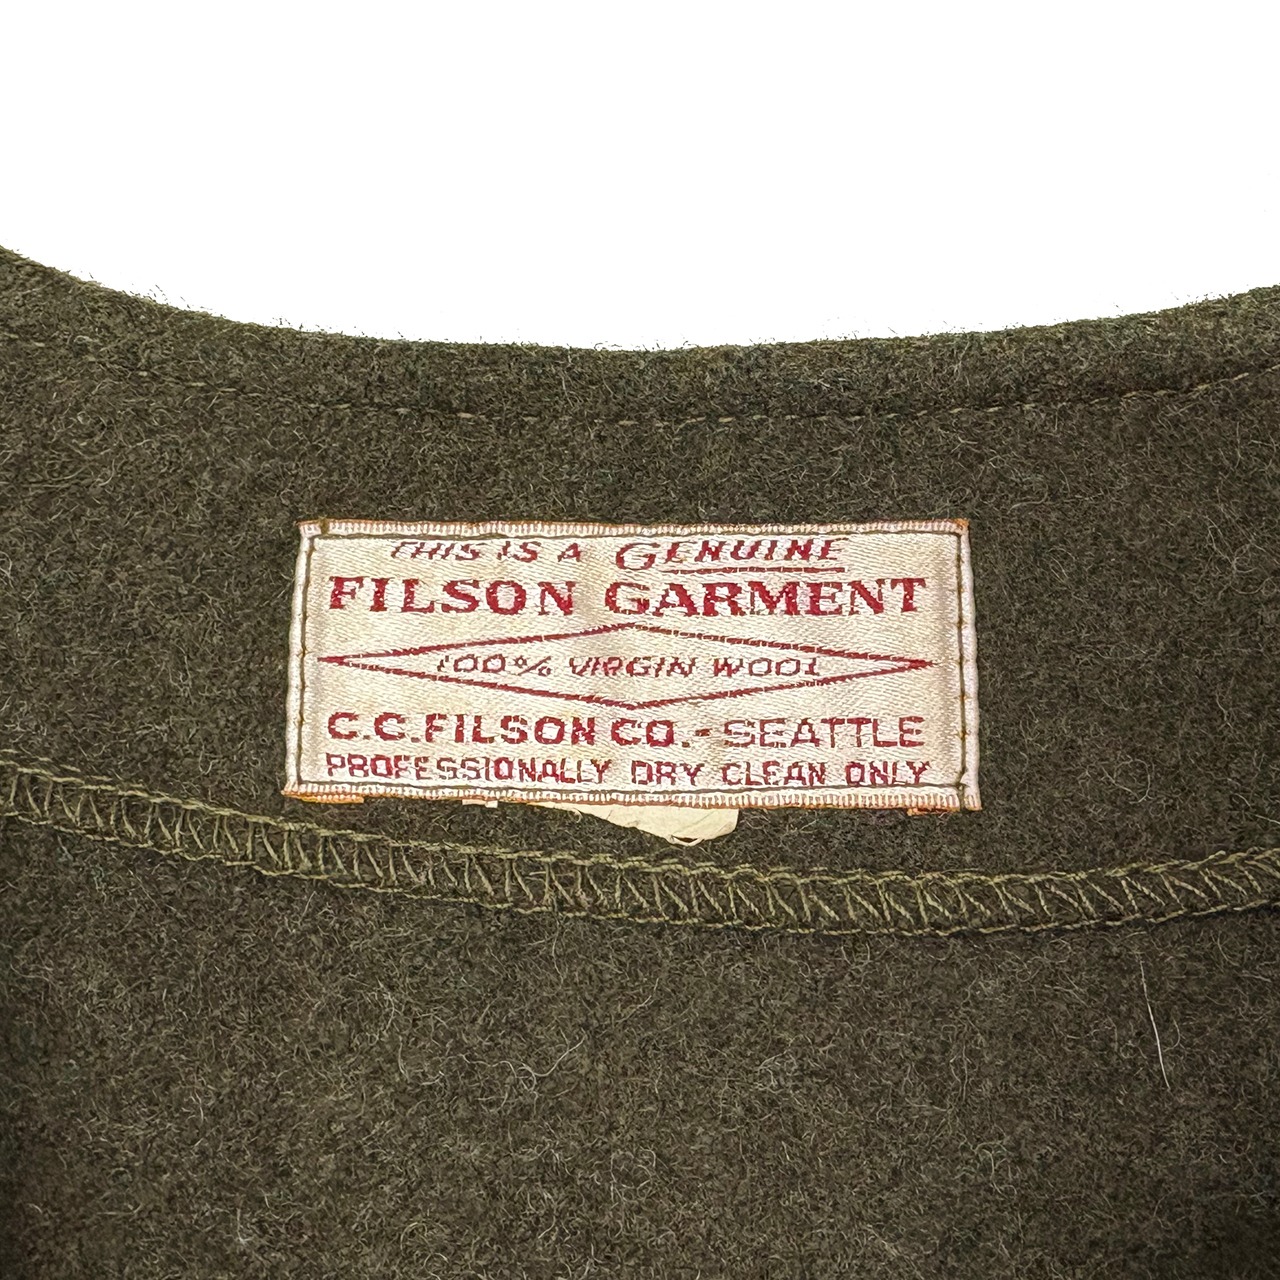 THIS IS A GENUINE
FILSON GARMENT
100% VIRGIN WOOL
C.C.FILSON CO.-SEATTLE
PROFESSIONALLY DRY CLEAN ONLY